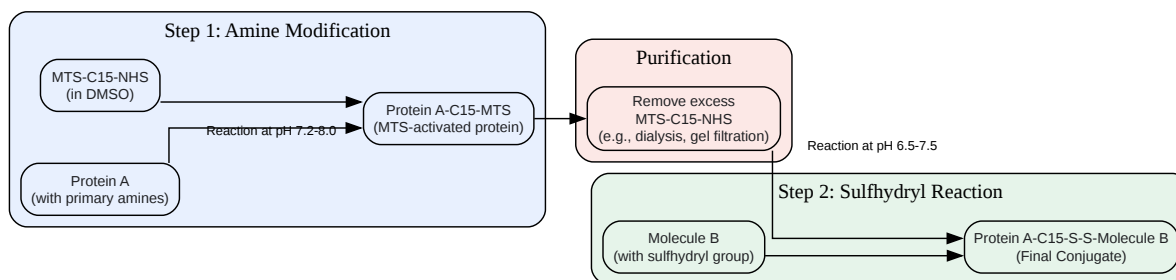 Step 1: Amine Modification
MTS-C15-NHS
(in DMSO)
Protein A-C15-MTS
(MTS-activated protein)
Reaction at pH 7.2-8.0
Protein A
(with primary amines)
Purification
Remove excess
MTS-C15-NHS
(e.g., dialysis, gel filtration)
Reaction at pH 6.5-7.5
Step 2: Sulfhydryl Reaction
Molecule B
(with sulfhydryl group)
Protein A-C15-S-S-Molecule B
(Final Conjugate)